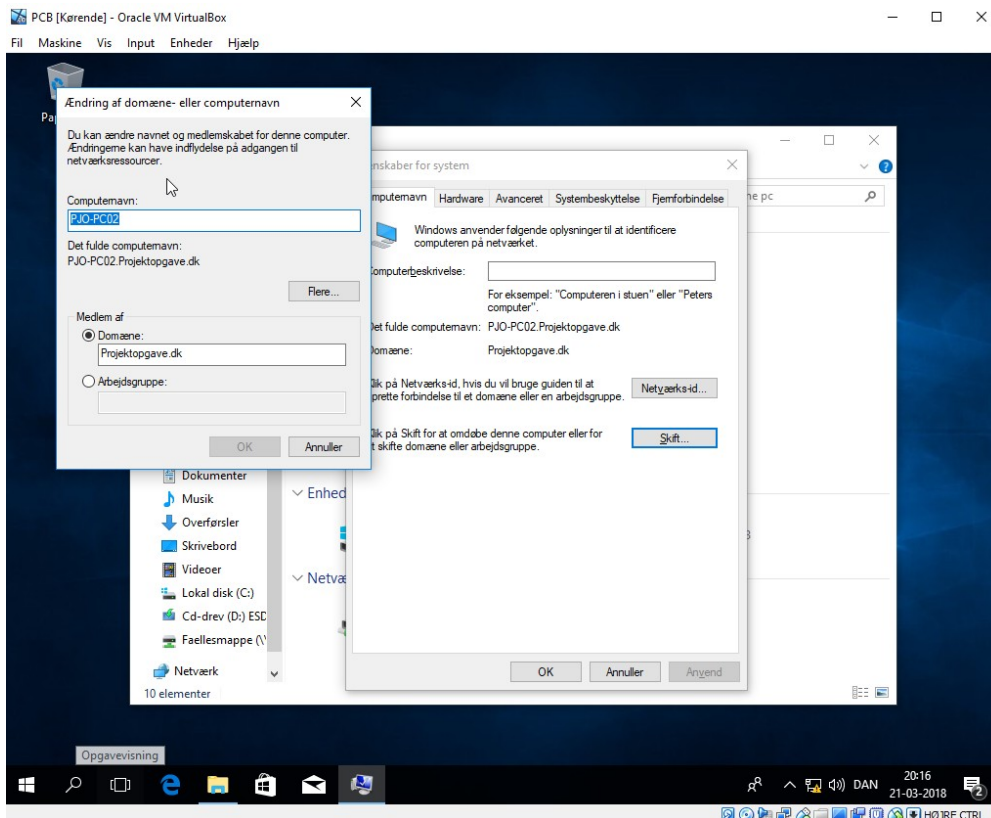 PCB [Kørende] - Oracle VM VirtualBox
Fil Maskine Vis Input Enheder Hjælp
Ændring af domæne- eller computernavn
Du kan ændre navnet og medlemskabet for denne computer.
Ændringerne kan have indflydelse på adgangen til
netværksressourcer.
Computernavn:
PJO-PC02
Det fulde computernavn:
PJO-PC02.Projektopgave.dk
Flere...
Medlem af
Domæne:
Projektopgave.dk
Arbejdsgruppe:
OK Annuller
enskaber for system
mputernavn Hardware Avanceret Systembeskyttelse Fjernforbindelse
Windows anvender følgende oplysninger til at identificere
computeren på netværket.
Computerbeskrivelse:
For eksempel: "Computeren i stuen" eller "Peters
computer".
Det fulde computernavn: PJO-PC02.Projektopgave.dk
Domæne: Projektopgave.dk
Klik på Netværks-id, hvis du vil bruge guiden til at
oprette forbindelse til et domæne eller en arbejdsgruppe.
Netværks-id...
Klik på Skift for at omdøbe denne computer eller for
at skifte domæne eller arbejdsgruppe.
Skift...
OK Annuller Anvend
ne pc
Dokumenter
Musik
Overførsler
Skrivebord
Videoer
Lokal disk (C:)
Cd-drev (D:) ESD
Faellesmappe (\\
Netværk
Enhed
Netvæ
10 elementer
Opgavevisning
DAN
20:16
21-03-2018
2
HØJRE CTRL